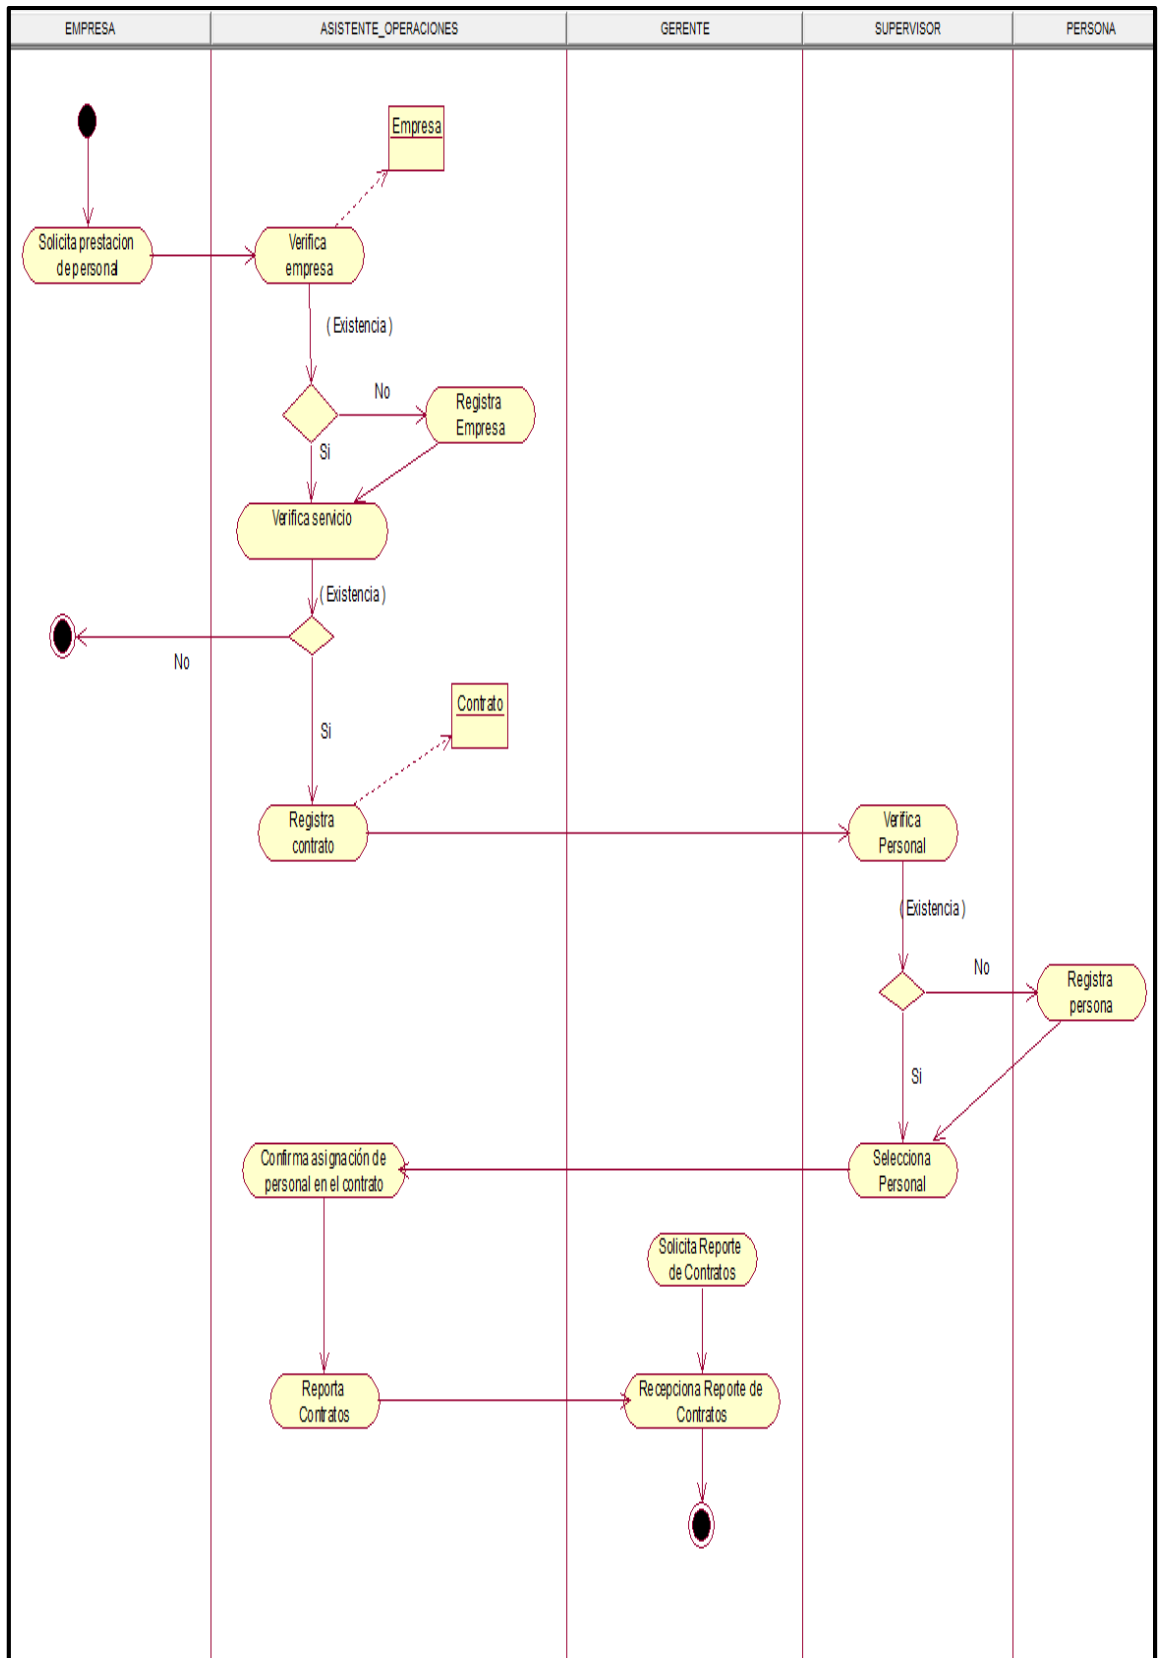 EMPRESA
ASISTENTE_OPERACIONES
GERENTE
SUPERVISOR
PERSONA
Empresa
Solicita prestacion
de personal
Verifica
empresa
( Existencia )
No
Registra
Empresa
Si
Verifica servicio
( Existencia )
No
Contrato
Si
Registra
contrato
Verifica
Personal
( Existencia )
No
Registra
persona
Si
Confirma asignación de
personal en el contrato
Selecciona
Personal
Solicita Reporte
de Contratos
Reporta
Contratos
Recepciona Reporte de
Contratos